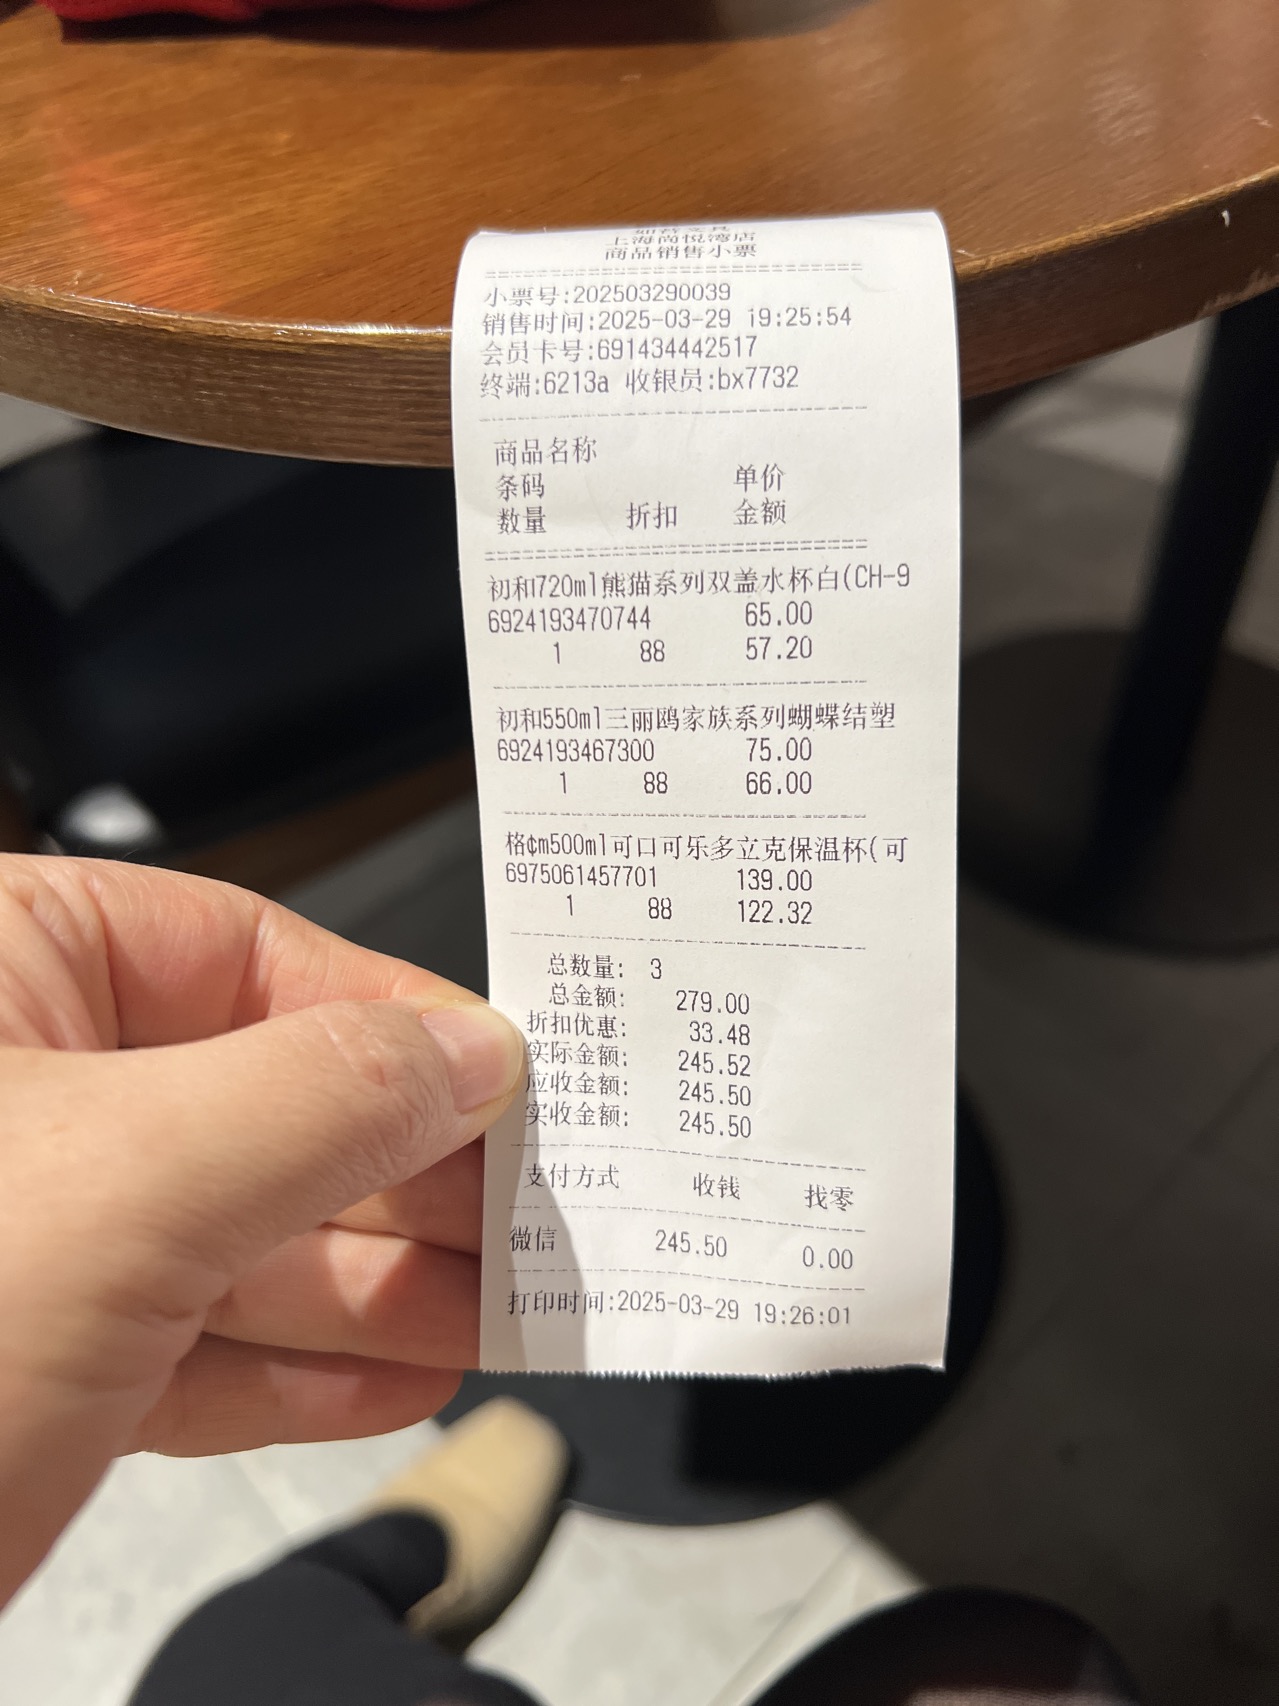 上海尚悦湾店
商品销售小票
小票号:202503290039
销售时间:2025-03-29 19:25:54
会员卡号:691434442517
终端:6213a 收银员:bx7732
商品名称
条码 单价
数量 折扣 金额
初和720ml熊猫系列双盖水杯白(CH-9
6924193470744 65.00
1 88 57.20
初和550ml三丽鸥家族系列蝴蝶结塑
6924193467300 75.00
1 88 66.00
格¢m500ml可口可乐多立克保温杯(可
6975061457701 139.00
1 88 122.32
总数量: 3
总金额: 279.00
折扣优惠: 33.48
实际金额: 245.52
应收金额: 245.50
实收金额: 245.50
支付方式 收钱 找零
微信 245.50 0.00
打印时间:2025-03-29 19:26:01